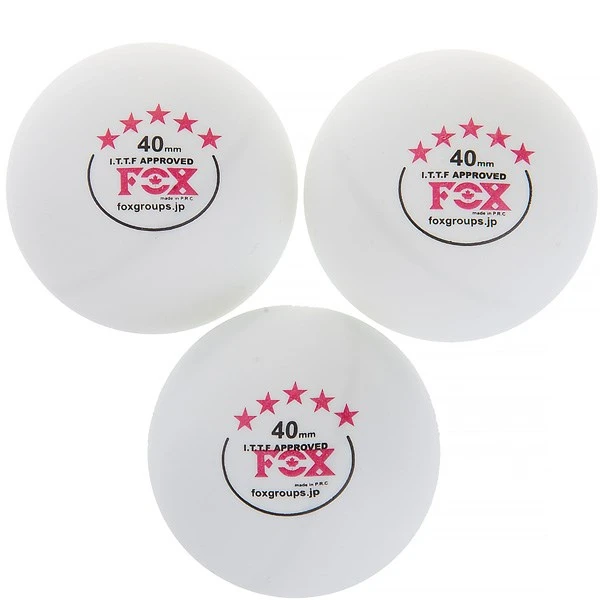 40mm
I.T.T.F APPROVED
FOX
made in P.R.C
foxgroups.jp
40mm
I.T.T.F APPROVED
FOX
made in P.R.C
foxgroups.jp
40mm
I.T.T.F APPROVED
FOX
made in P.R.C
foxgroups.jp